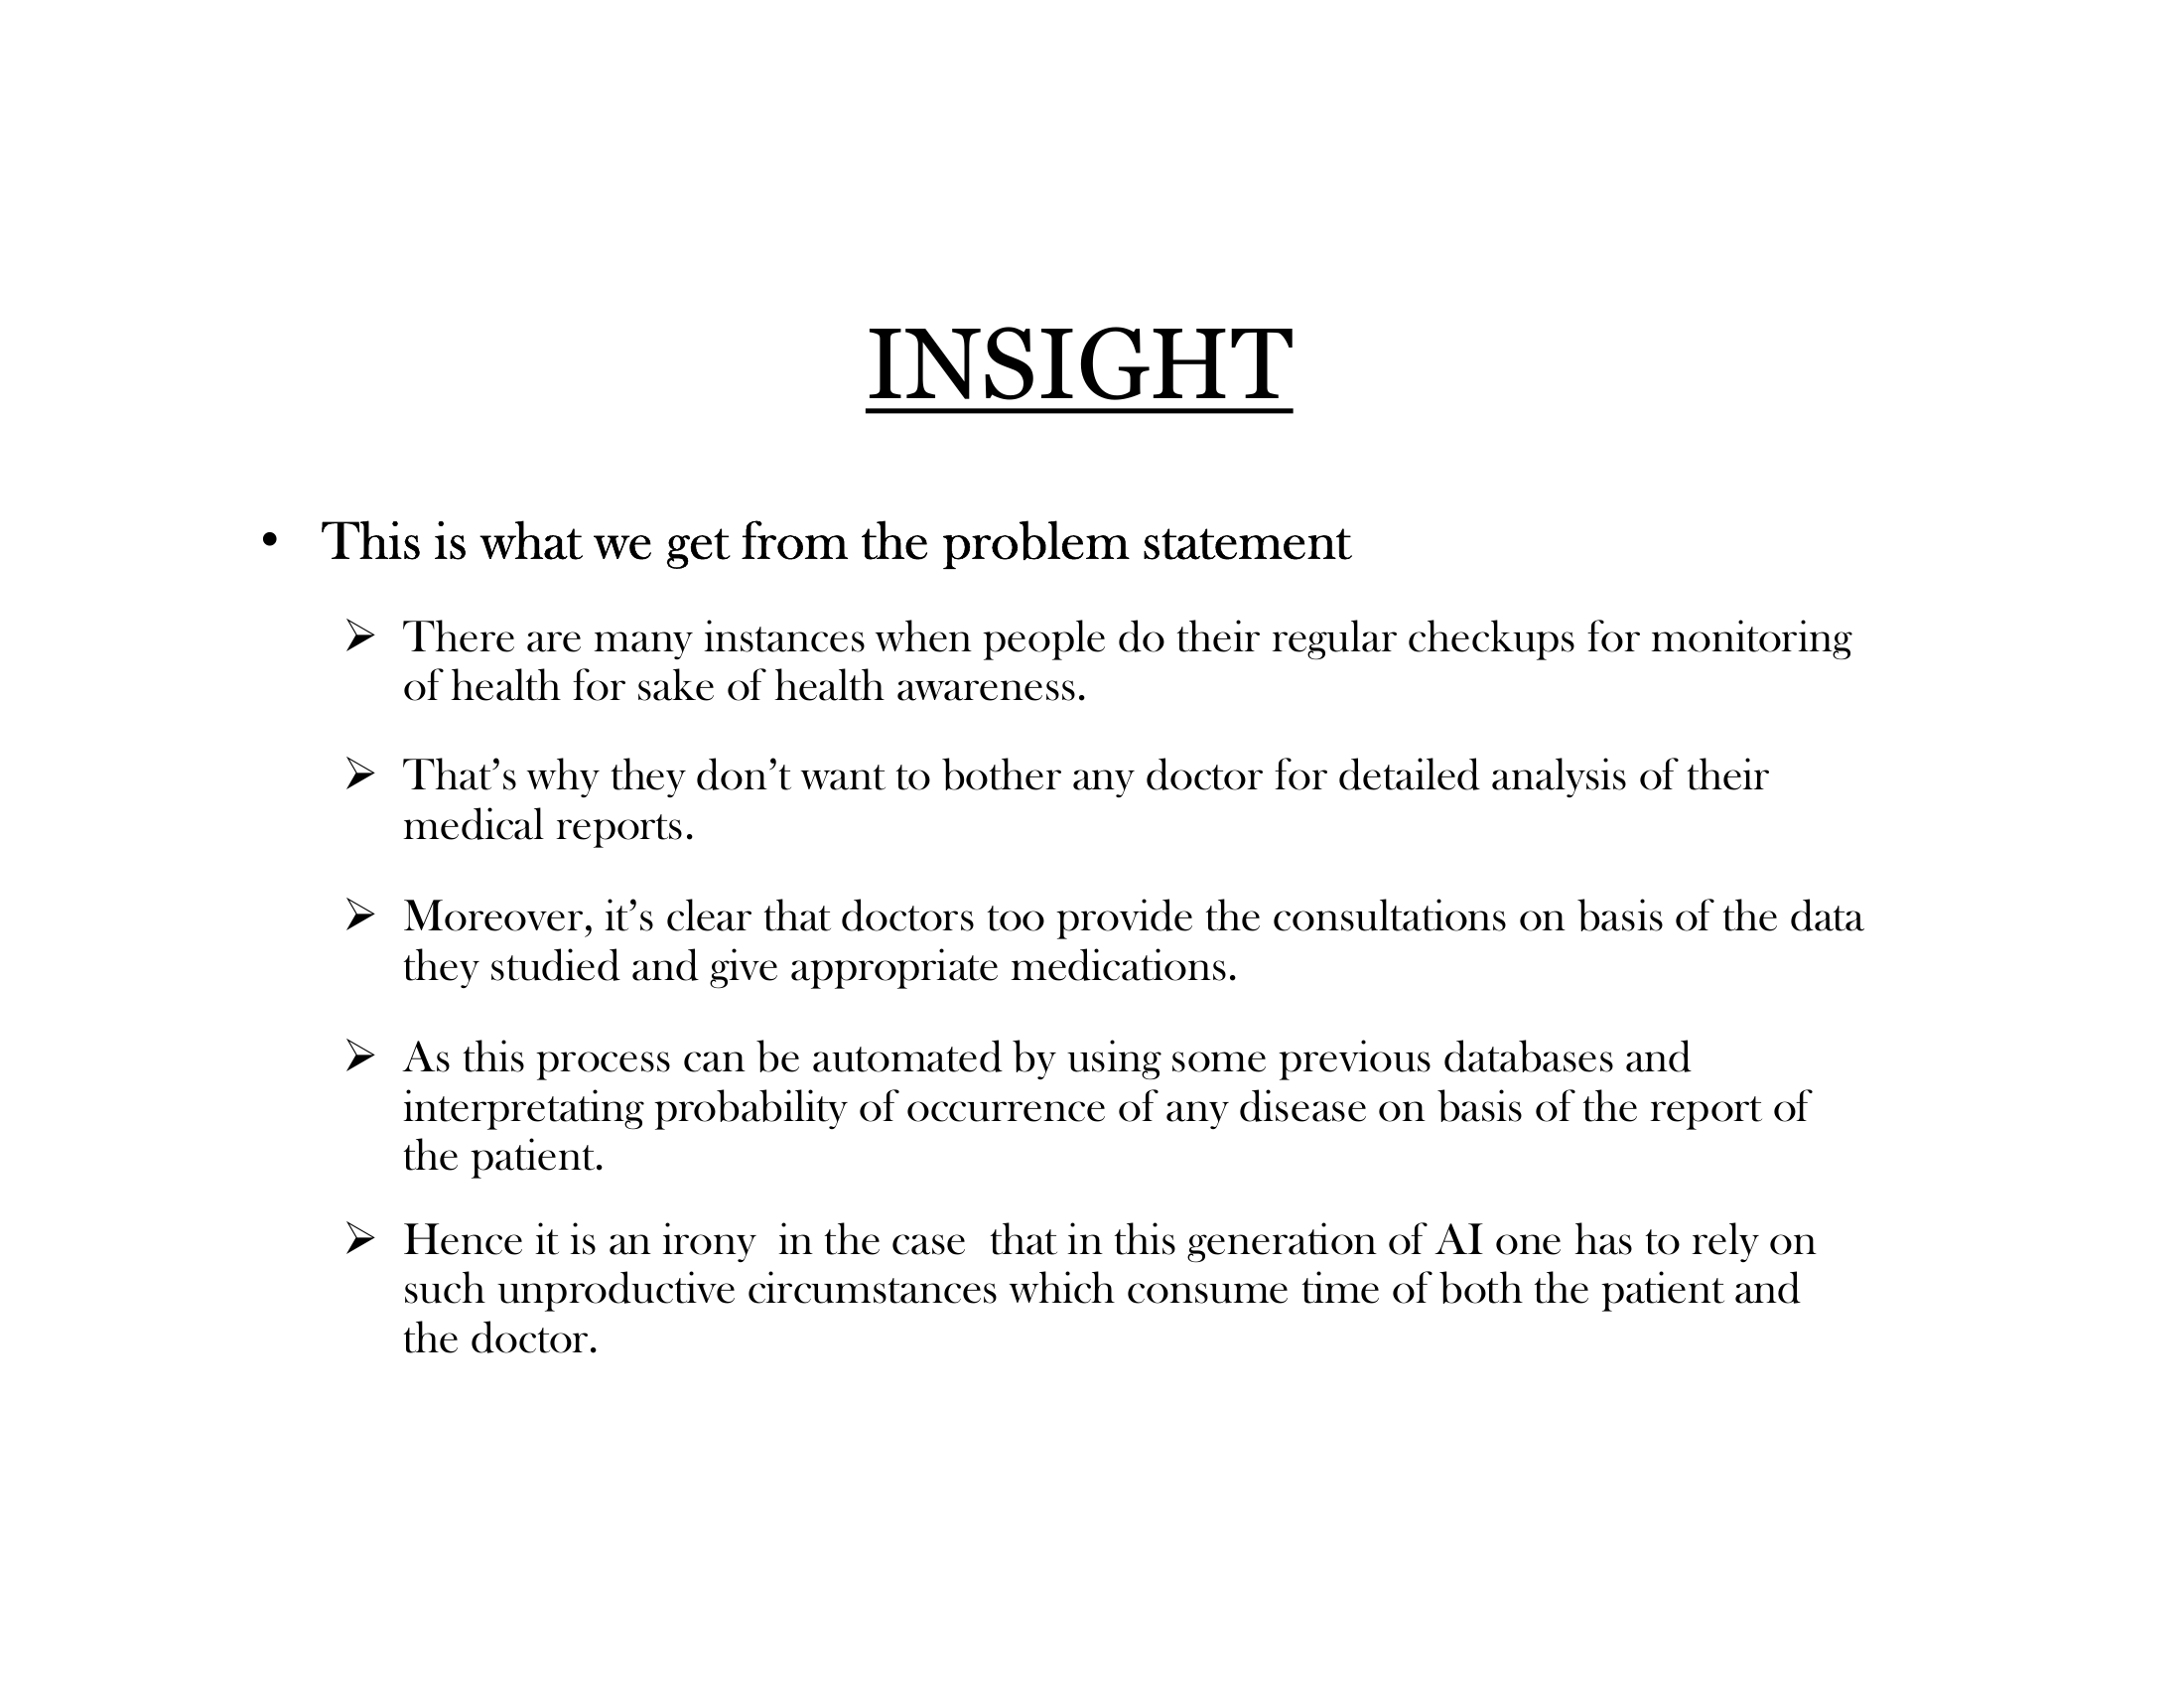 INSIGHT
• This is what we get from the problem statement
➢ There are many instances when people do their regular checkups for monitoring
of health for sake of health awareness.
➢ That’s why they don’t want to bother any doctor for detailed analysis of their
medical reports.
➢ Moreover, it’s clear that doctors too provide the consultations on basis of the data
they studied and give appropriate medications.
➢ As this process can be automated by using some previous databases and
interpretating probability of occurrence of any disease on basis of the report of
the patient.
➢ Hence it is an irony  in the case  that in this generation of AI one has to rely on
such unproductive circumstances which consume time of both the patient and
the doctor.